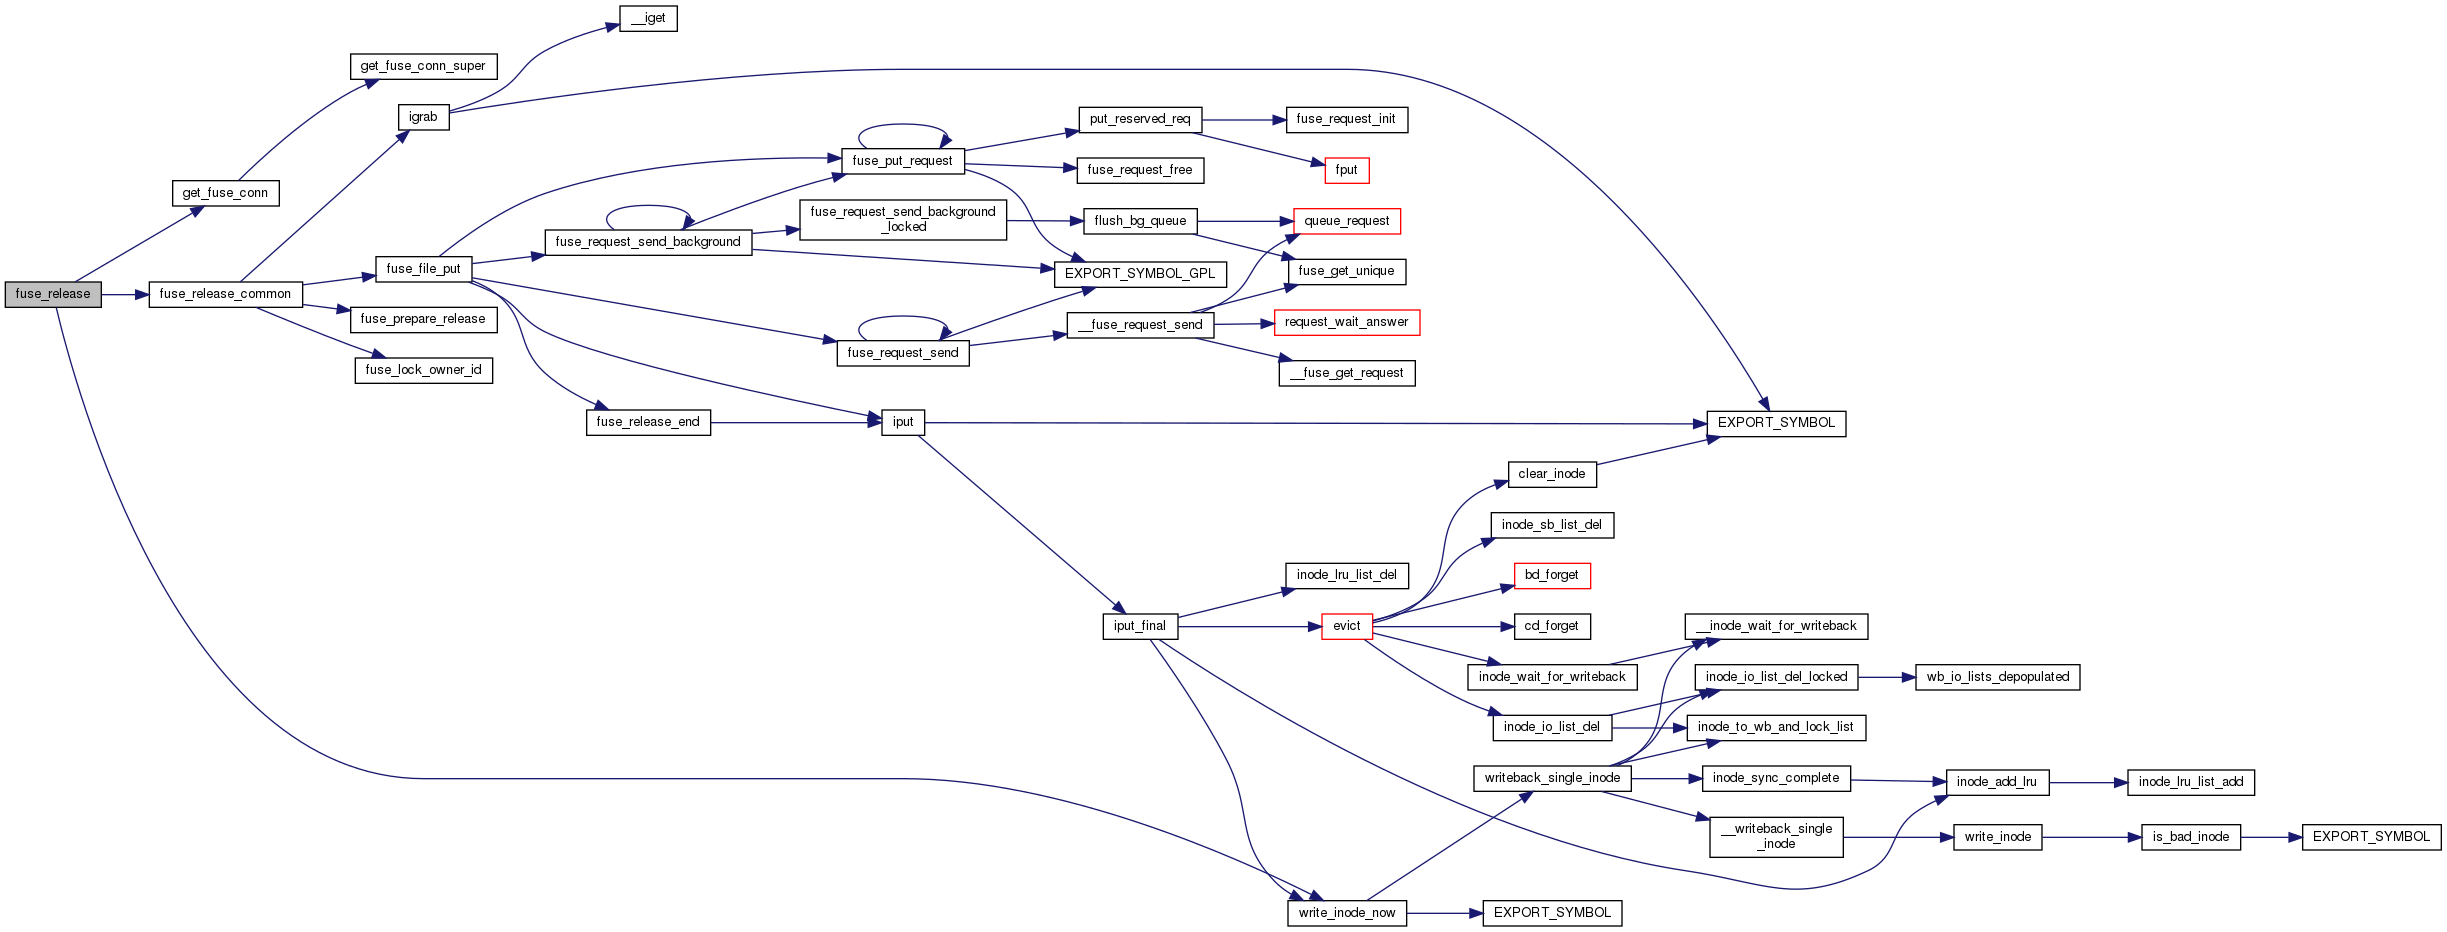 fuse_release
get_fuse_conn
get_fuse_conn_super
fuse_release_common
igrab
__iget
fuse_file_put
fuse_prepare_release
fuse_lock_owner_id
fuse_request_send_background
fuse_release_end
fuse_put_request
fuse_request_send_background
_locked
fuse_request_send
iput
put_reserved_req
fuse_request_free
flush_bg_queue
EXPORT_SYMBOL_GPL
__fuse_request_send
iput_final
fuse_request_init
fput
queue_request
fuse_get_unique
request_wait_answer
__fuse_get_request
inode_lru_list_del
evict
write_inode_now
clear_inode
inode_sb_list_del
bd_forget
cd_forget
inode_wait_for_writeback
inode_io_list_del
writeback_single_inode
EXPORT_SYMBOL
EXPORT_SYMBOL
__inode_wait_for_writeback
inode_io_list_del_locked
inode_to_wb_and_lock_list
inode_sync_complete
__writeback_single
_inode
wb_io_lists_depopulated
inode_add_lru
write_inode
inode_lru_list_add
is_bad_inode
EXPORT_SYMBOL